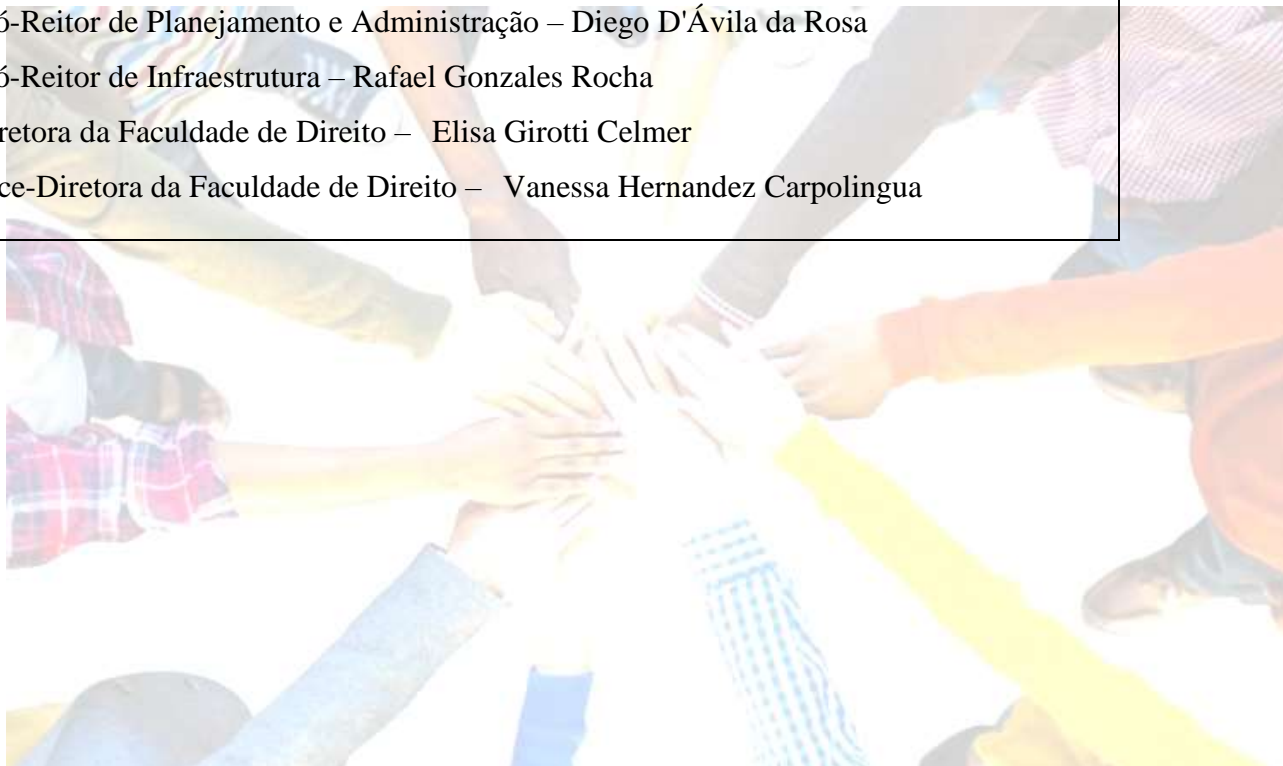 ó-Reitor de Planejamento e Administração – Diego D'Ávila da Rosa
ó-Reitor de Infraestrutura – Rafael Gonzales Rocha
retora da Faculdade de Direito – Elisa Girotti Celmer
ce-Diretora da Faculdade de Direito – Vanessa Hernandez Carpolingua